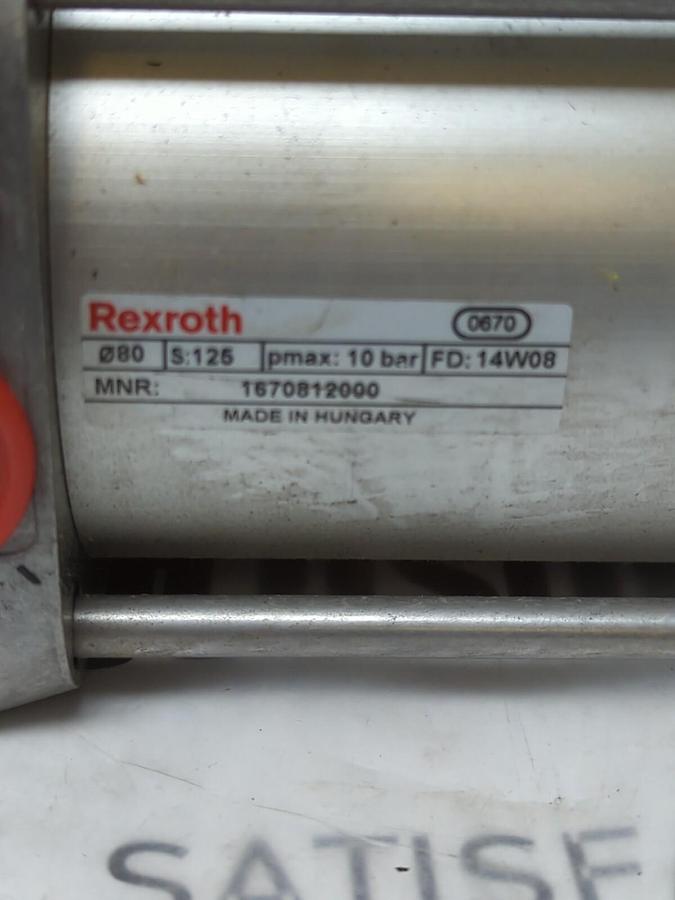 Rexroth 0670
Ø80 S:125 pmax: 10 bar FD: 14W08
MNR: 1670812000
MADE IN HUNGARY
SATISF